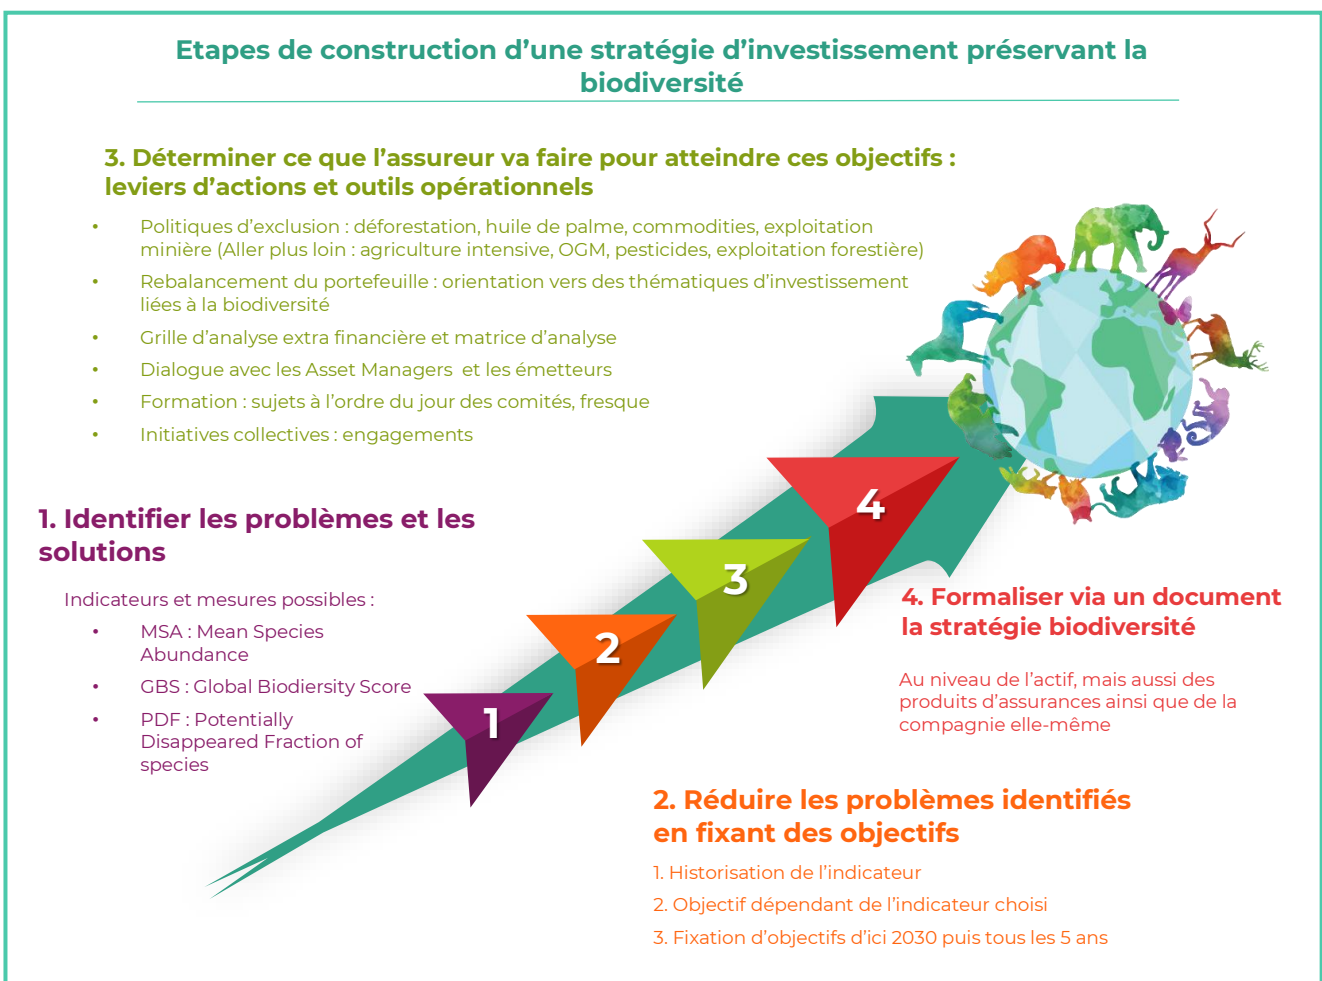 Etapes de construction d’une stratégie d’investissement préservant la
biodiversité
3. Déterminer ce que l’assureur va faire pour atteindre ces objectifs :
leviers d’actions et outils opérationnels
• Politiques d’exclusion : déforestation, huile de palme, commodities, exploitation
minière (Aller plus loin : agriculture intensive, OGM, pesticides, exploitation forestière)
• Rebalancement du portefeuille : orientation vers des thématiques d’investissement
liées à la biodiversité
• Grille d’analyse extra financière et matrice d’analyse
• Dialogue avec les Asset Managers et les émetteurs
• Formation : sujets à l’ordre du jour des comités, fresque
• Initiatives collectives : engagements
1. Identifier les problèmes et les
solutions
Indicateurs et mesures possibles :
• MSA : Mean Species
Abundance
• GBS : Global Biodiersity Score
• PDF : Potentially
Disappeared Fraction of
species
1
2
3
4
4. Formaliser via un document
la stratégie biodiversité
Au niveau de l’actif, mais aussi des
produits d’assurances ainsi que de la
compagnie elle-même
2. Réduire les problèmes identifiés
en fixant des objectifs
1. Historisation de l’indicateur
2. Objectif dépendant de l’indicateur choisi
3. Fixation d’objectifs d’ici 2030 puis tous les 5 ans